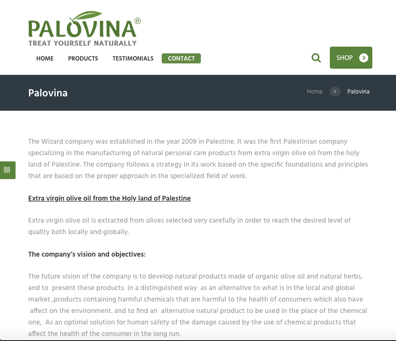 PALOVINA®
TREAT YOURSELF NATURALLY
HOME PRODUCTS TESTIMONIALS CONTACT SHOP
Palovina
Home Palovina
The Wizard company was established in the year 2009 in Palestine. It was the first Palestinian company
specializing in the manufacturing of natural personal care products from extra virgin olive oil from the holy
land of Palestine. The company follows a strategy in its work based on the specific foundations and principles
that are based on the proper approach in the specialized field of work.
Extra virgin olive oil from the Holy land of Palestine
Extra virgin olive oil is extracted from olives selected very carefully in order to reach the desired level of
quality both locally and globally.
The company's vision and objectives:
The future vision of the company is to develop natural products made of organic olive oil and natural herbs,
and to present these products in a distinguished way as an alternative to what is in the local and global
market ,products containing harmful chemicals that are harmful to the health of consumers which also have
affect on the environment. and to find an alternative natural product to be used in the place of the chemical
one, As an optimal solution for human safety of the damage caused by the use of chemical products that
affect the health of the consumer in the long run.